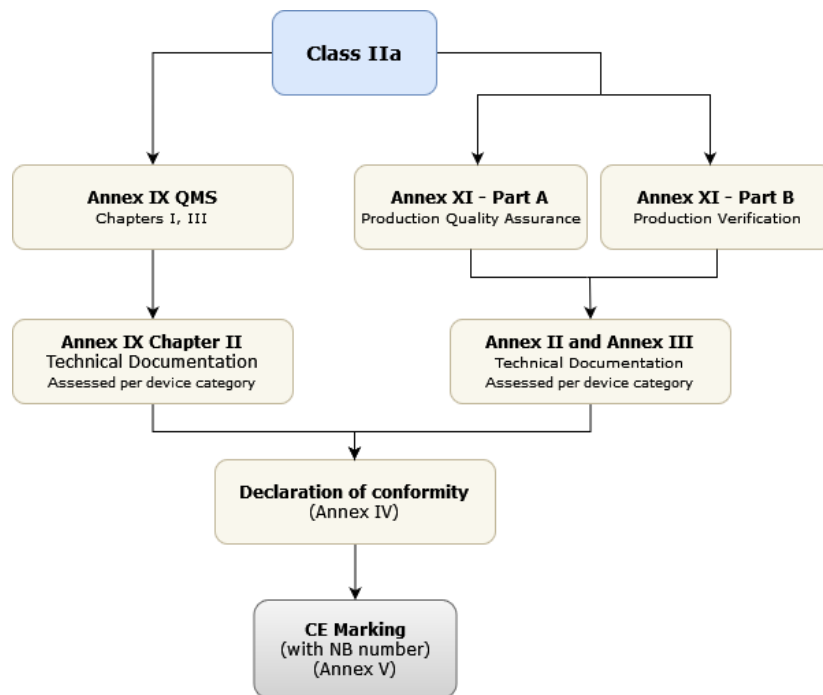 Class IIa
Annex IX QMS
Chapters I, III
Annex XI - Part A
Production Quality Assurance
Annex XI - Part B
Production Verification
Annex IX Chapter II
Technical Documentation
Assessed per device category
Annex II and Annex III
Technical Documentation
Assessed per device category
Declaration of conformity
(Annex IV)
CE Marking
(with NB number)
(Annex V)